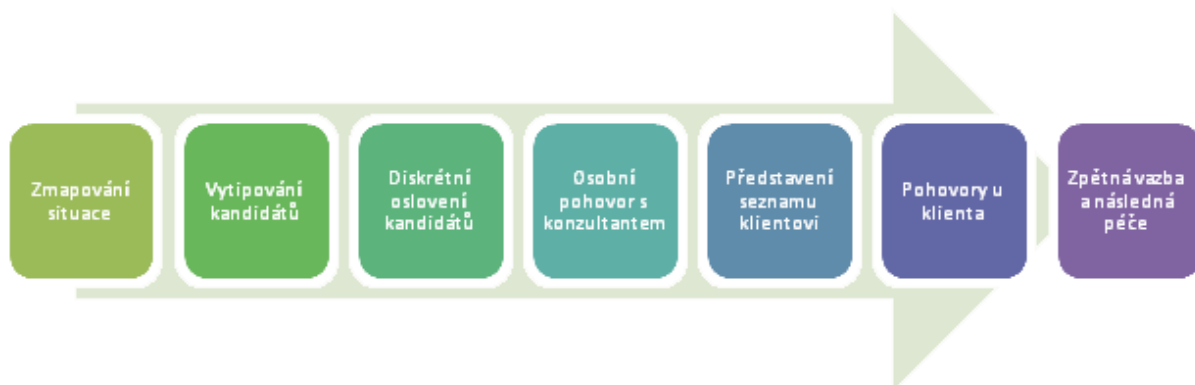 Zmapování
situace
Vytipování
kandidátů
Diskrétní
oslovení
kandidátů
Osobní
pohovor s
konzultantem
Představení
seznamu
klientovi
Pohovory u
klienta
Zpětná vazba
a následná
péče